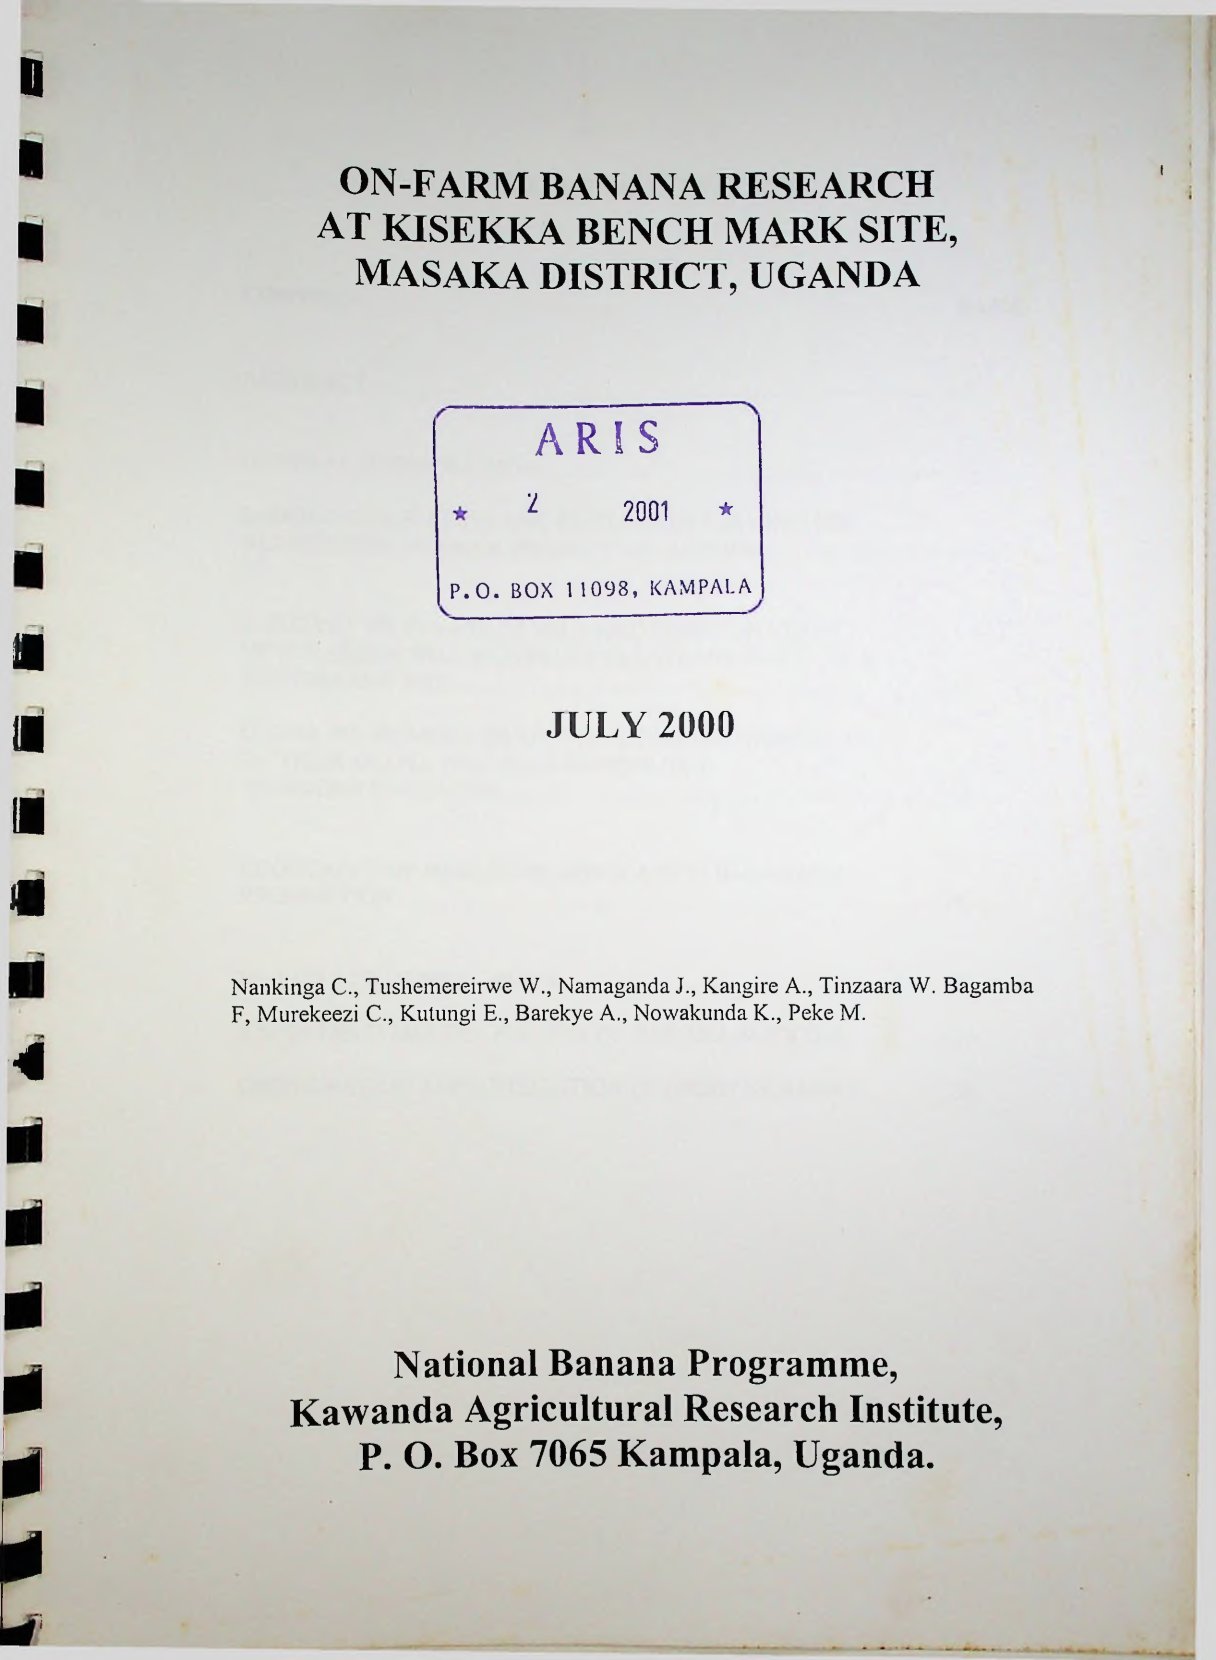 ON-FARM BANANA RESEARCH
AT KISEKKA BENCH MARK SITE,
MASAKA DISTRICT, UGANDA
ARIS
★ 2 2001 ★
P.O. BOX 11098, KAMPALA
JULY 2000
Nankinga C., Tushemereirwe W., Namaganda J., Kangire A., Tinzaara W. Bagamba
F, Murekeezi C., Kutungi E., Barekye A., Nowakunda K., Peke M.
National Banana Programme,
Kawanda Agricultural Research Institute,
P. O. Box 7065 Kampala, Uganda.